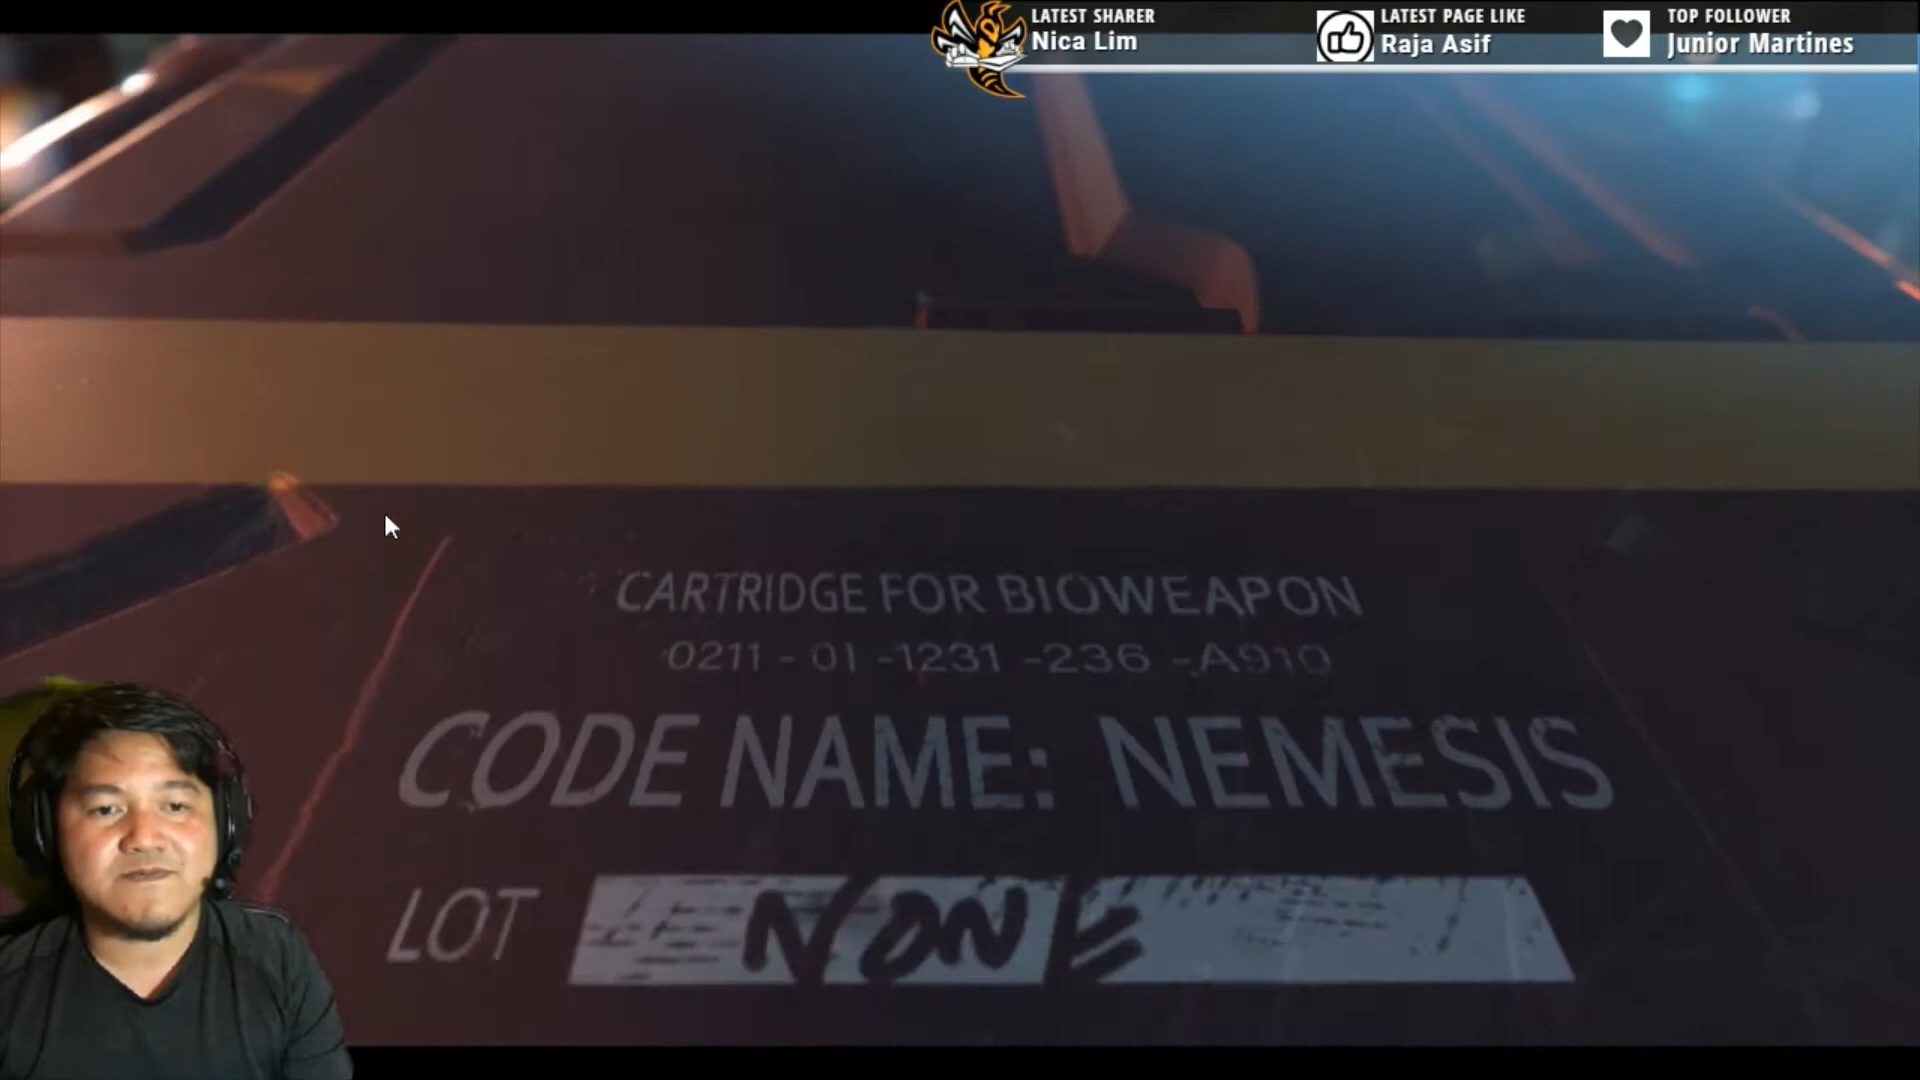 LATEST SHARER
Nica Lim
LATEST PAGE LIKE
Raja Asif
TOP FOLLOWER
Junior Martines
CARTRIDGE FOR BIOWEAPON
0211 - 01 -1231 -236 -A910
CODE NAME: NEMESIS
LOT NONE